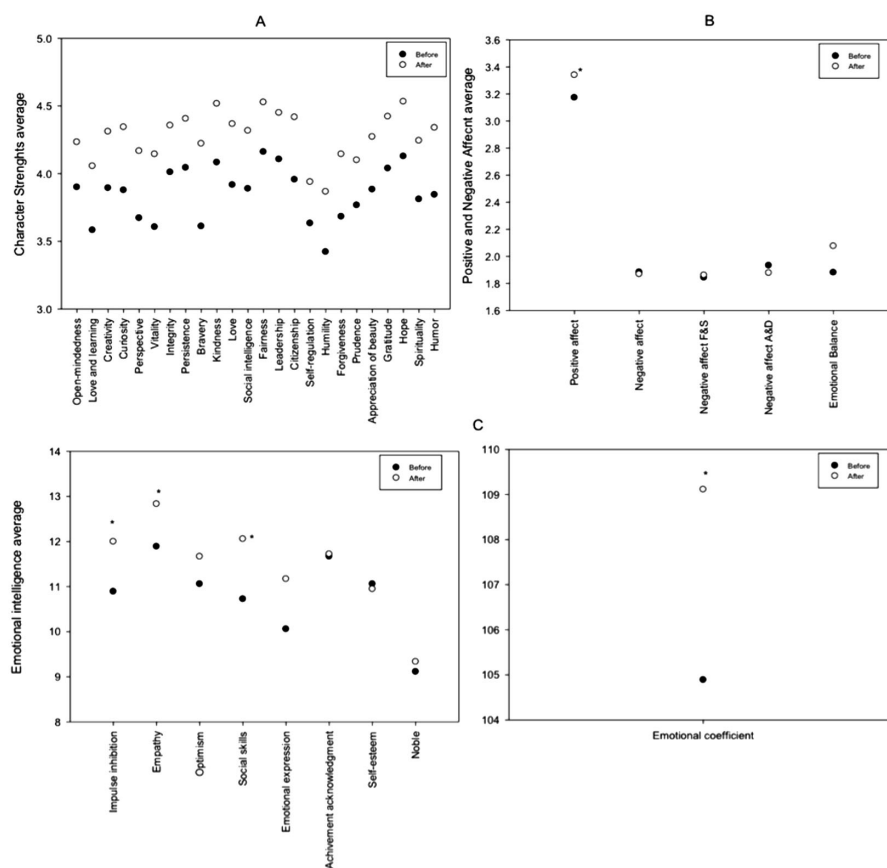 A
Character Strenghts average
5.0
4.5
4.0
3.5
3.0
Before
After
Open-mindedness
Love and learning
Creativity
Curiosity
Perspective
Vitality
Integrity
Persistence
Bravery
Kindness
Love
Social intelligence
Fairness
Leadership
Citizenship
Self-regulation
Humility
Forgiveness
Prudence
Appreciation of beauty
Gratitude
Hope
Spirituality
Humor
B
Positive and Negative Affecnt average
3.6
3.4
3.2
3.0
2.8
2.6
2.4
2.2
2.0
1.8
1.6
Before
After
*
Positive affect
Negative affect
Negative affect F&S
Negative affect A&D
Emotional Balance
C
Emotional intelligence average
14
13
12
11
10
9
8
Before
After
*
*
*
Impulse inhibition
Empathy
Optimism
Social skills
Emotional expression
Achivement acknowledgment
Self-esteem
Noble
110
109
108
107
106
105
104
Before
After
*
Emotional coefficient